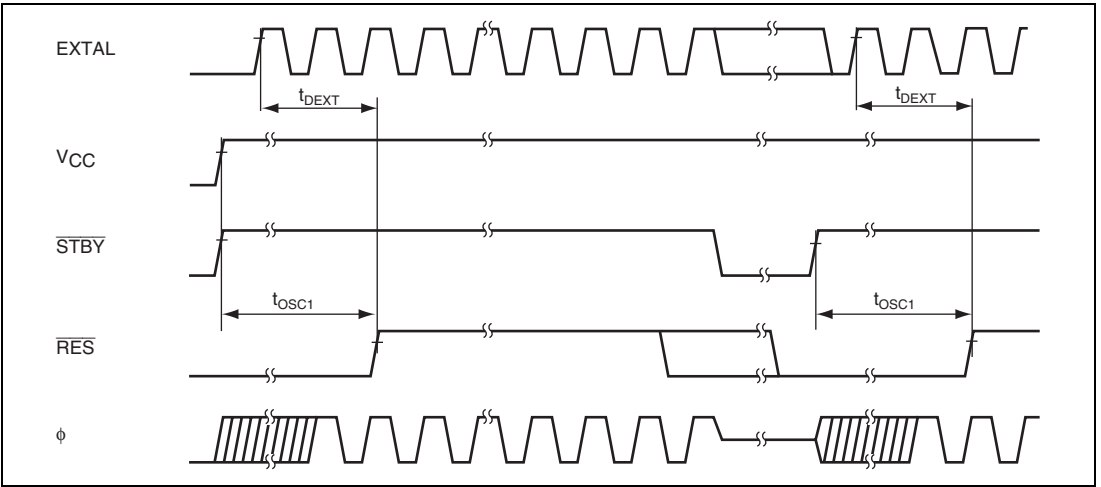 EXTAL
tDEXT
tDEXT
VCC
STBY
tOSC1
tOSC1
RES
ϕ